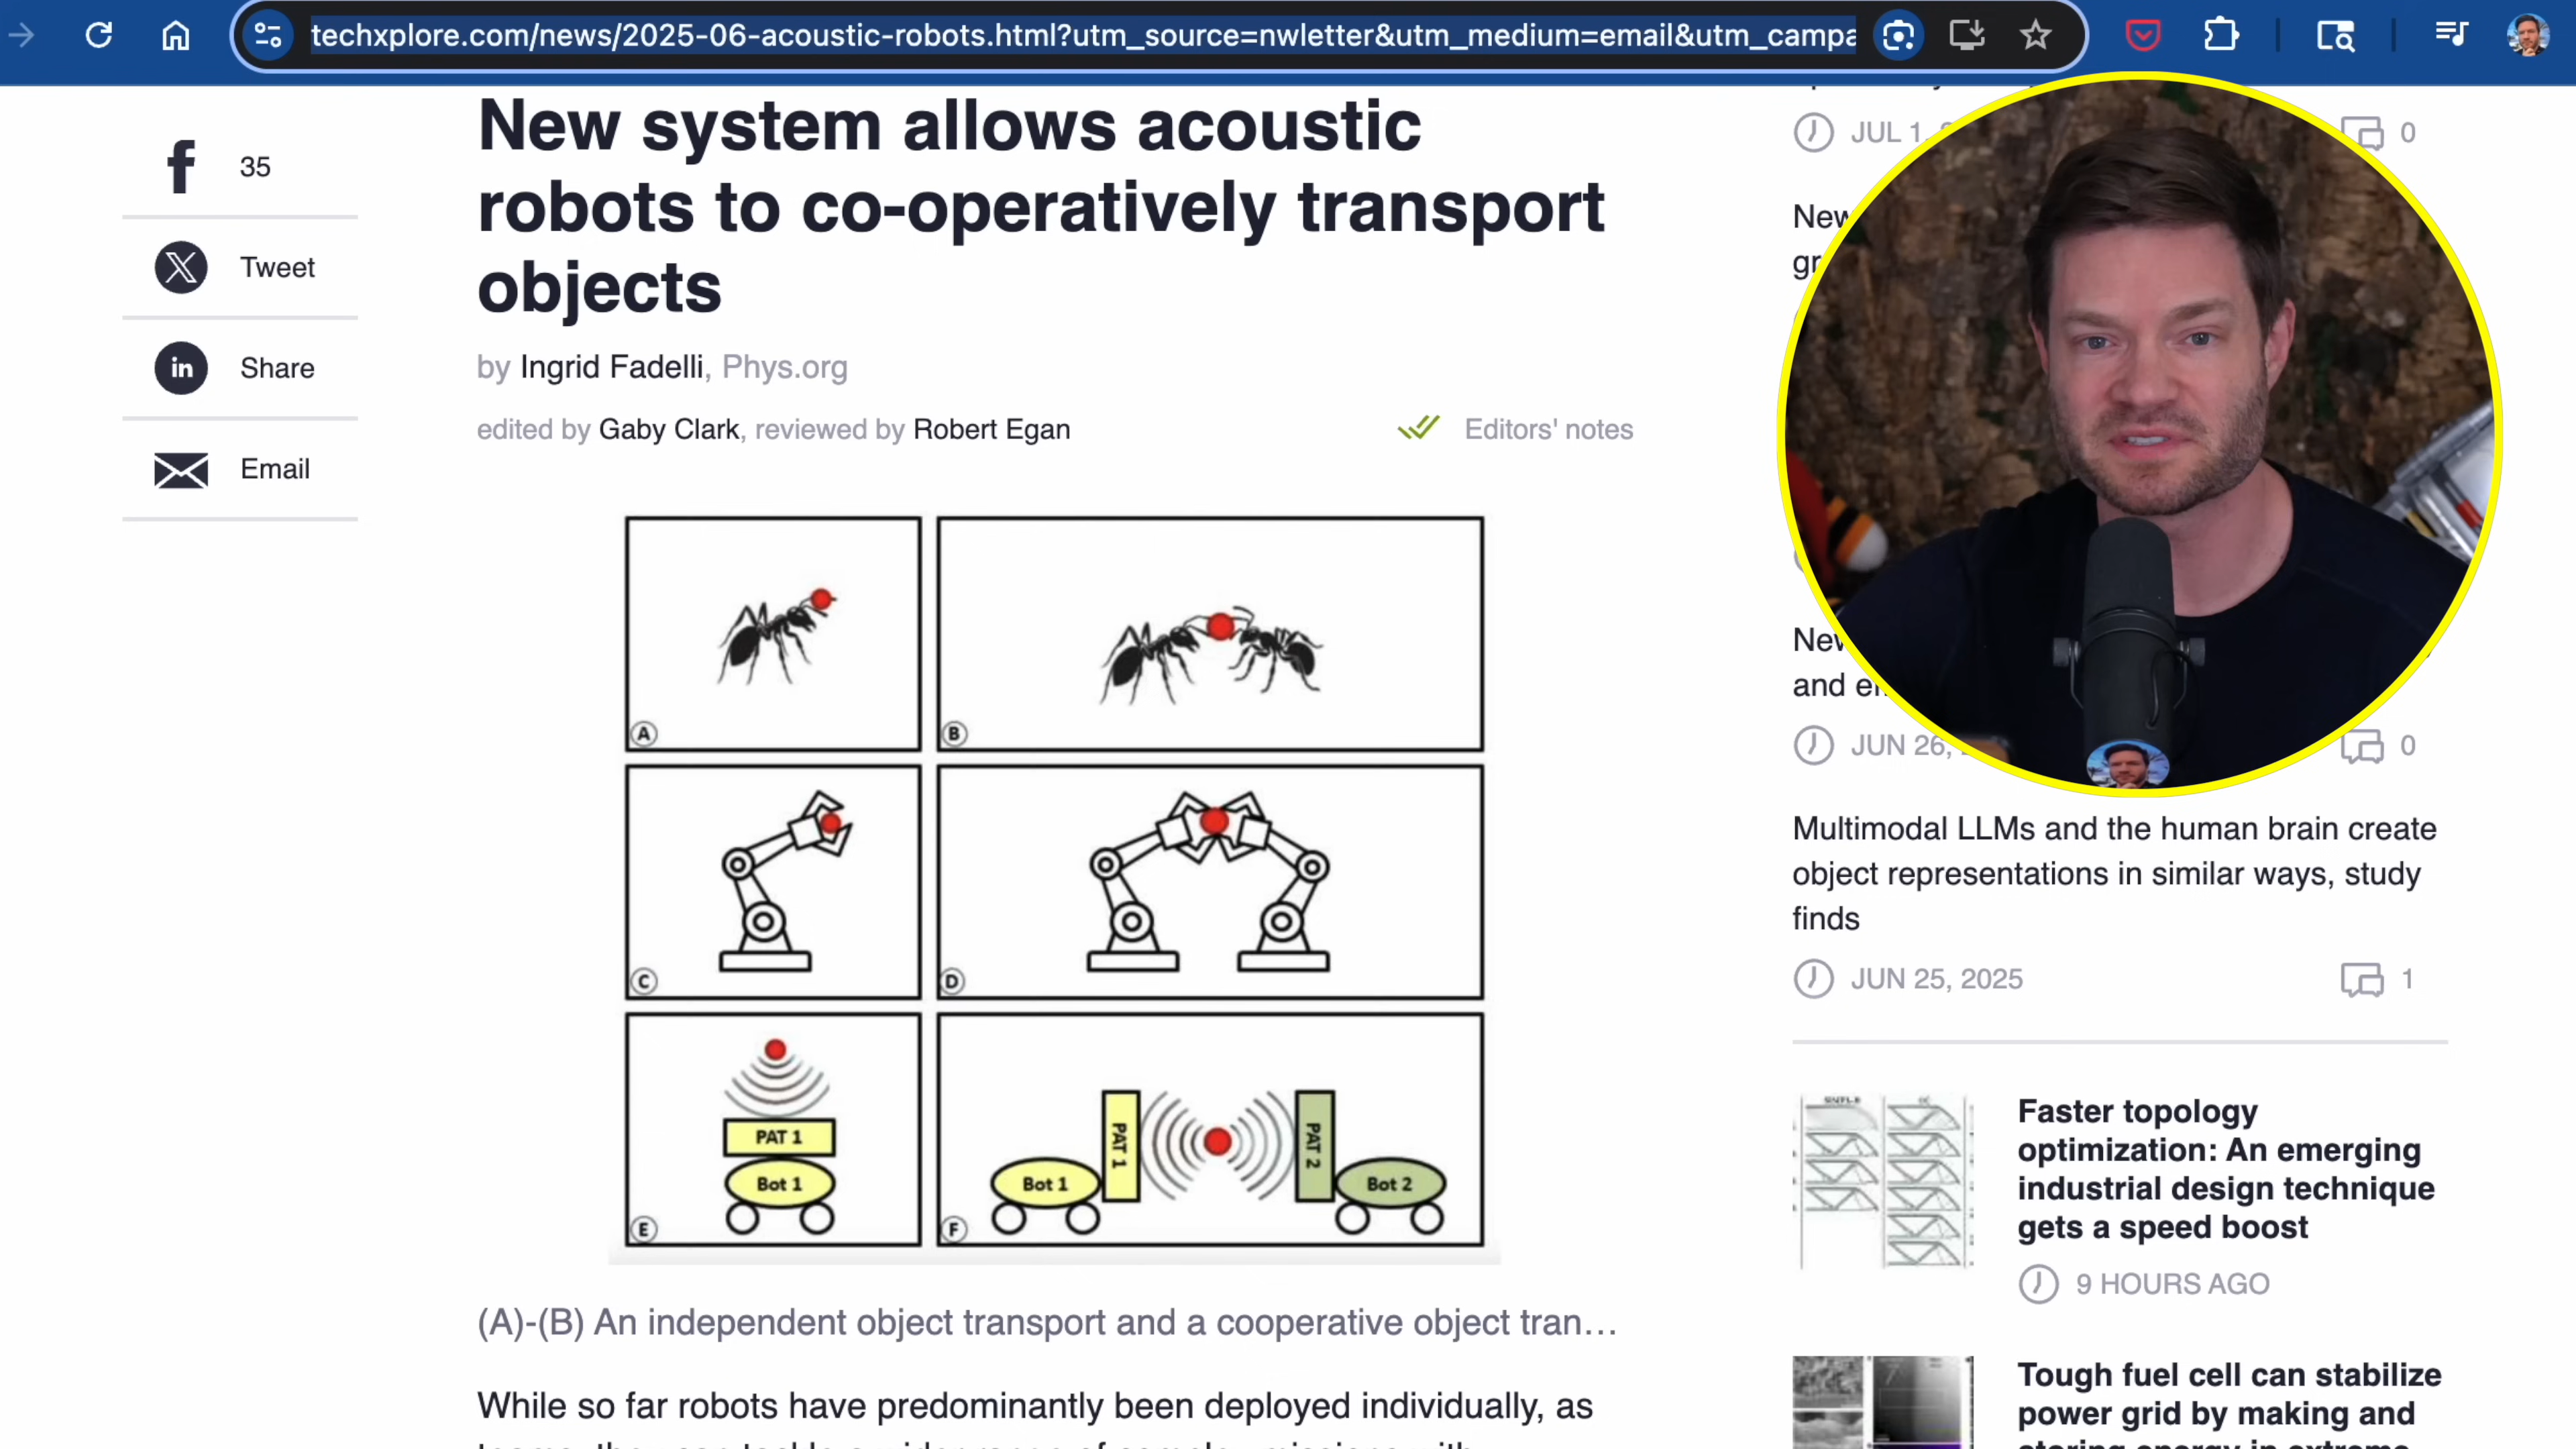 techxplore.com/news/2025-06-acoustic-robots.html?utm_source=nwletter&utm_medium=email&utm_campa
35
Tweet
Share
Email
New system allows acoustic
robots to co-operatively transport
objects
by Ingrid Fadelli, Phys.org
edited by Gaby Clark, reviewed by Robert Egan
Editors' notes
A
B
C
D
PAT 1
Bot 1
E
Bot 1
PAT 1
PAT 2
Bot 2
F
(A)-(B) An independent object transport and a cooperative object tran...
While so far robots have predominantly been deployed individually, as
JUL 1,
0
New
and
JUN 26,
0
Multimodal LLMs and the human brain create
object representations in similar ways, study
finds
JUN 25, 2025
1
Faster topology
optimization: An emerging
industrial design technique
gets a speed boost
9 HOURS AGO
Tough fuel cell can stabilize
power grid by making and
storing energy in extreme